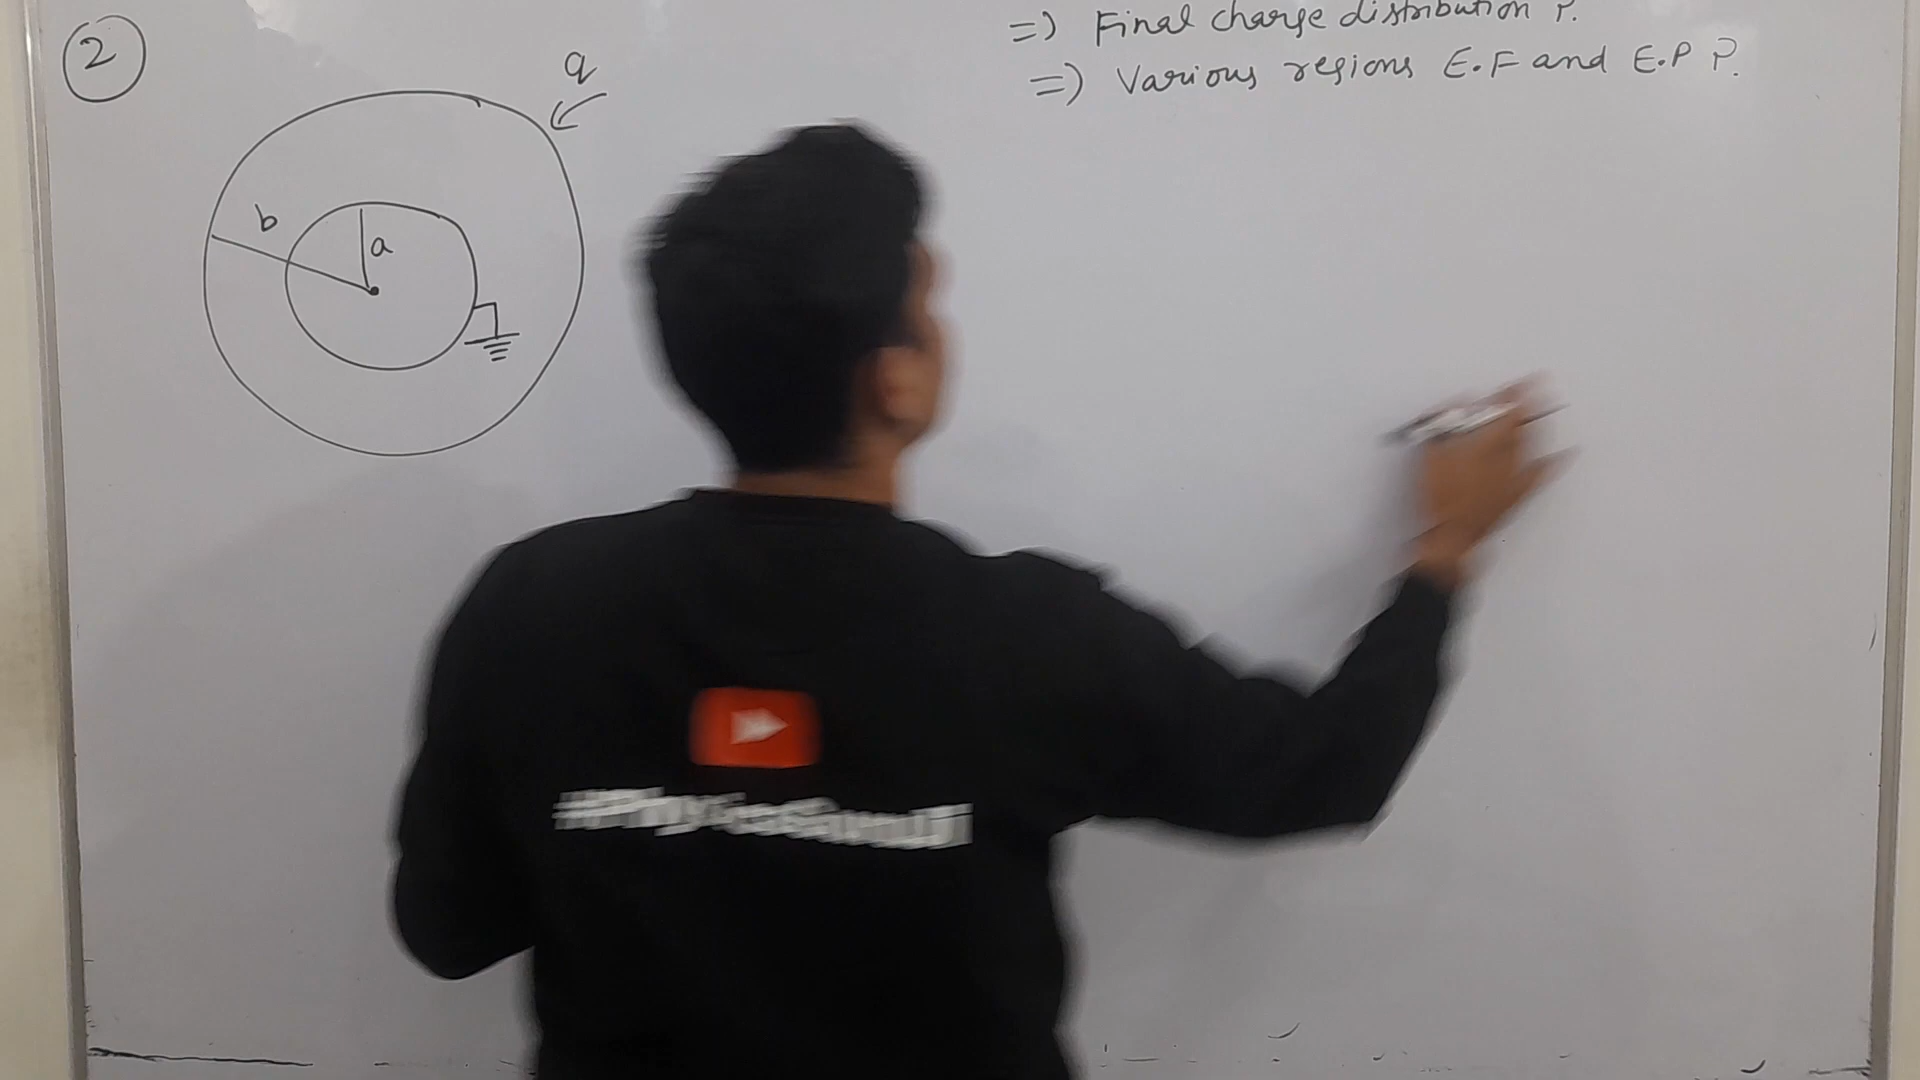 2
=) Final charge distribution ?.
=) Various regions E.F and E.P ?.
q
b
a